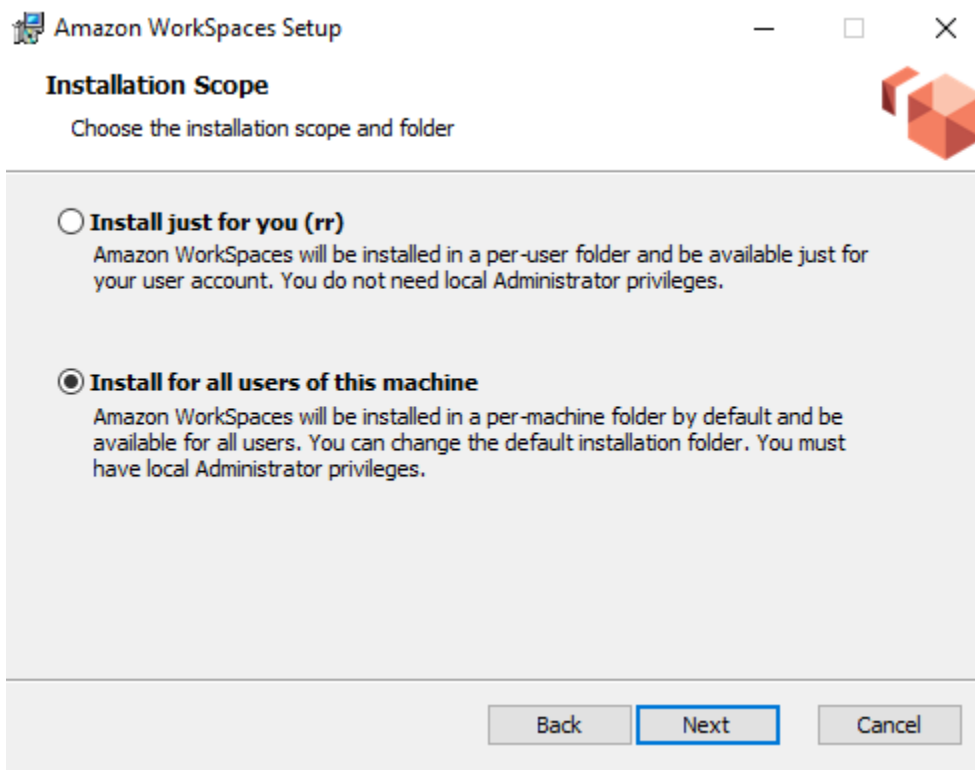 Amazon WorkSpaces Setup
Installation Scope
Choose the installation scope and folder
Install just for you (rr)
Amazon WorkSpaces will be installed in a per-user folder and be available just for
your user account. You do not need local Administrator privileges.
Install for all users of this machine
Amazon WorkSpaces will be installed in a per-machine folder by default and be
available for all users. You can change the default installation folder. You must
have local Administrator privileges.
Back Next Cancel